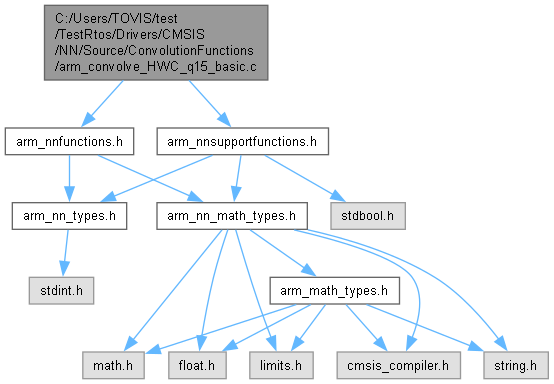 C:/Users/TOVIS/test
/TestRtos/Drivers/CMSIS
/NN/Source/ConvolutionFunctions
/arm_convolve_HWC_q15_basic.c
arm_nnfunctions.h
arm_nnsupportfunctions.h
arm_nn_types.h
arm_nn_math_types.h
stdbool.h
stdint.h
arm_math_types.h
math.h
float.h
limits.h
cmsis_compiler.h
string.h